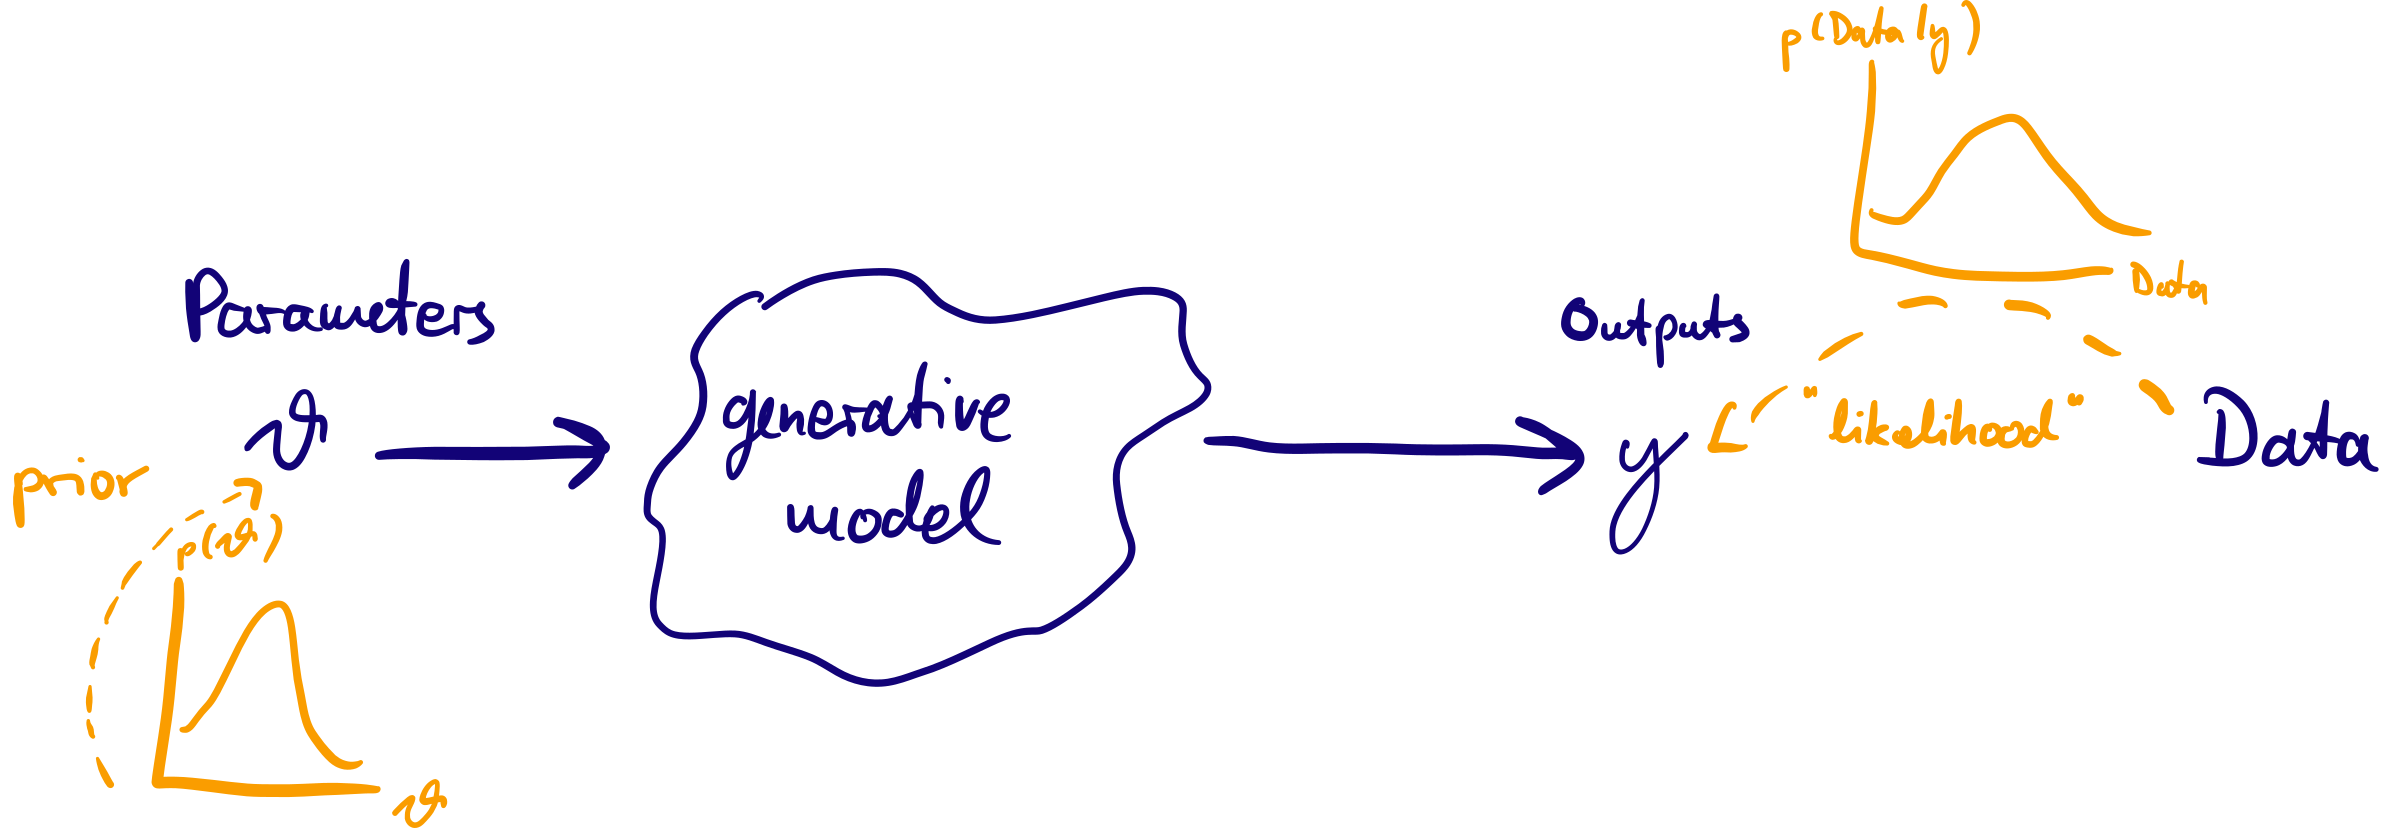 p(Data|y)
Data
Parameters
ϑ
generative
model
Outputs
y
"likelihood"
Data
prior
p(ϑ)
ϑ